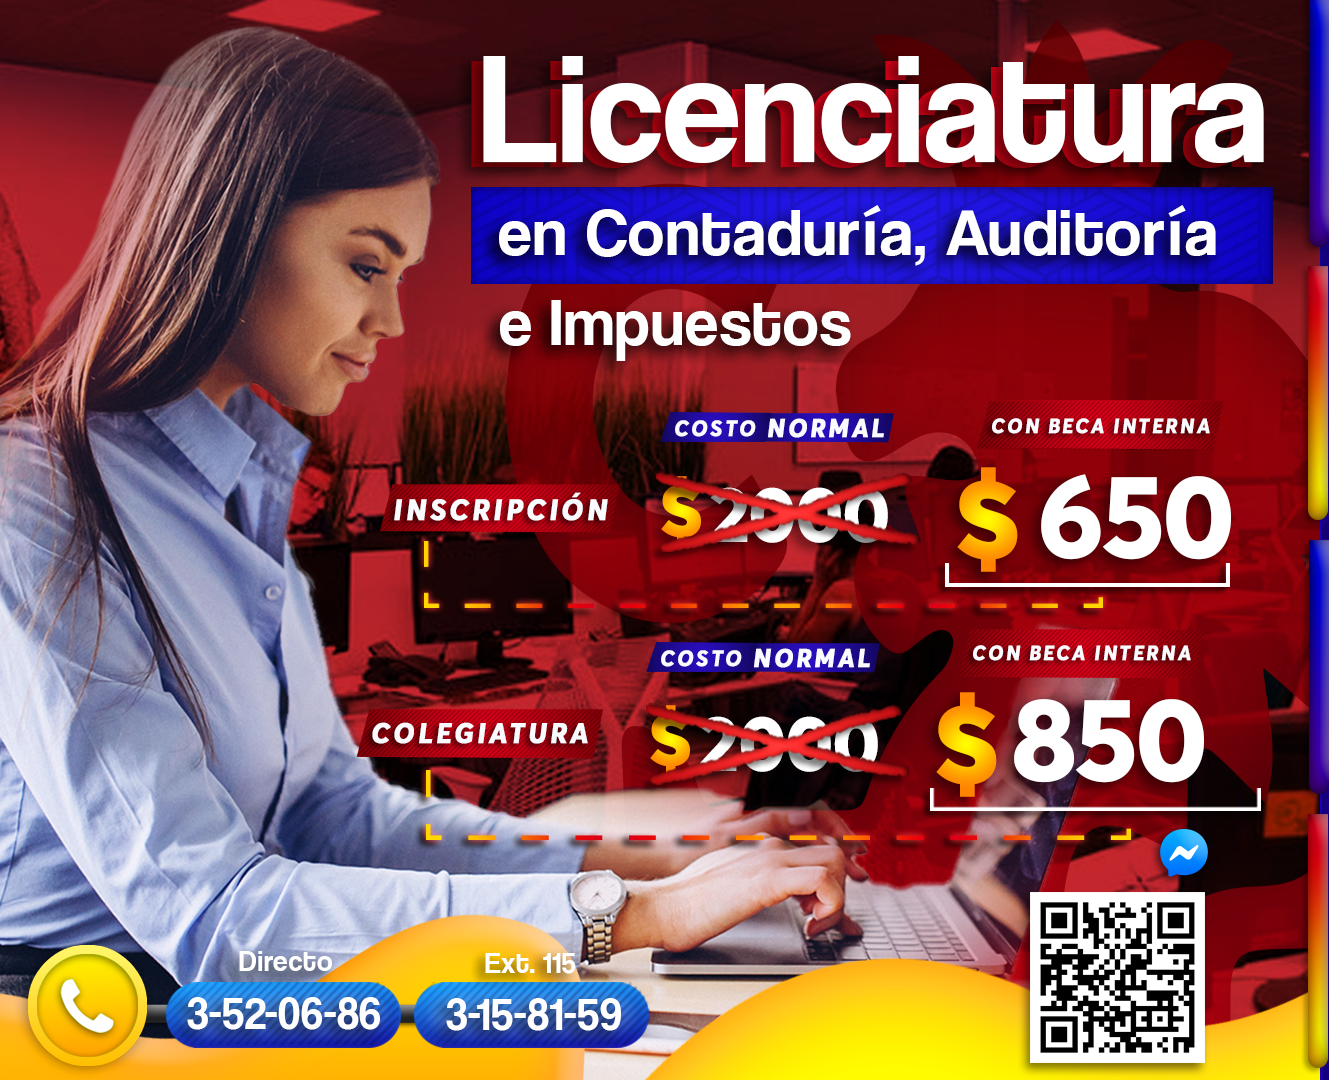 Licenciatura
en Contaduría, Auditoría
e Impuestos
COSTO NORMAL
CON BECA INTERNA
INSCRIPCIÓN
$ 2000
$ 650
COSTO NORMAL
CON BECA INTERNA
COLEGIATURA
$ 2000
$ 850
Directo
3-52-06-86
Ext. 115
3-15-81-59